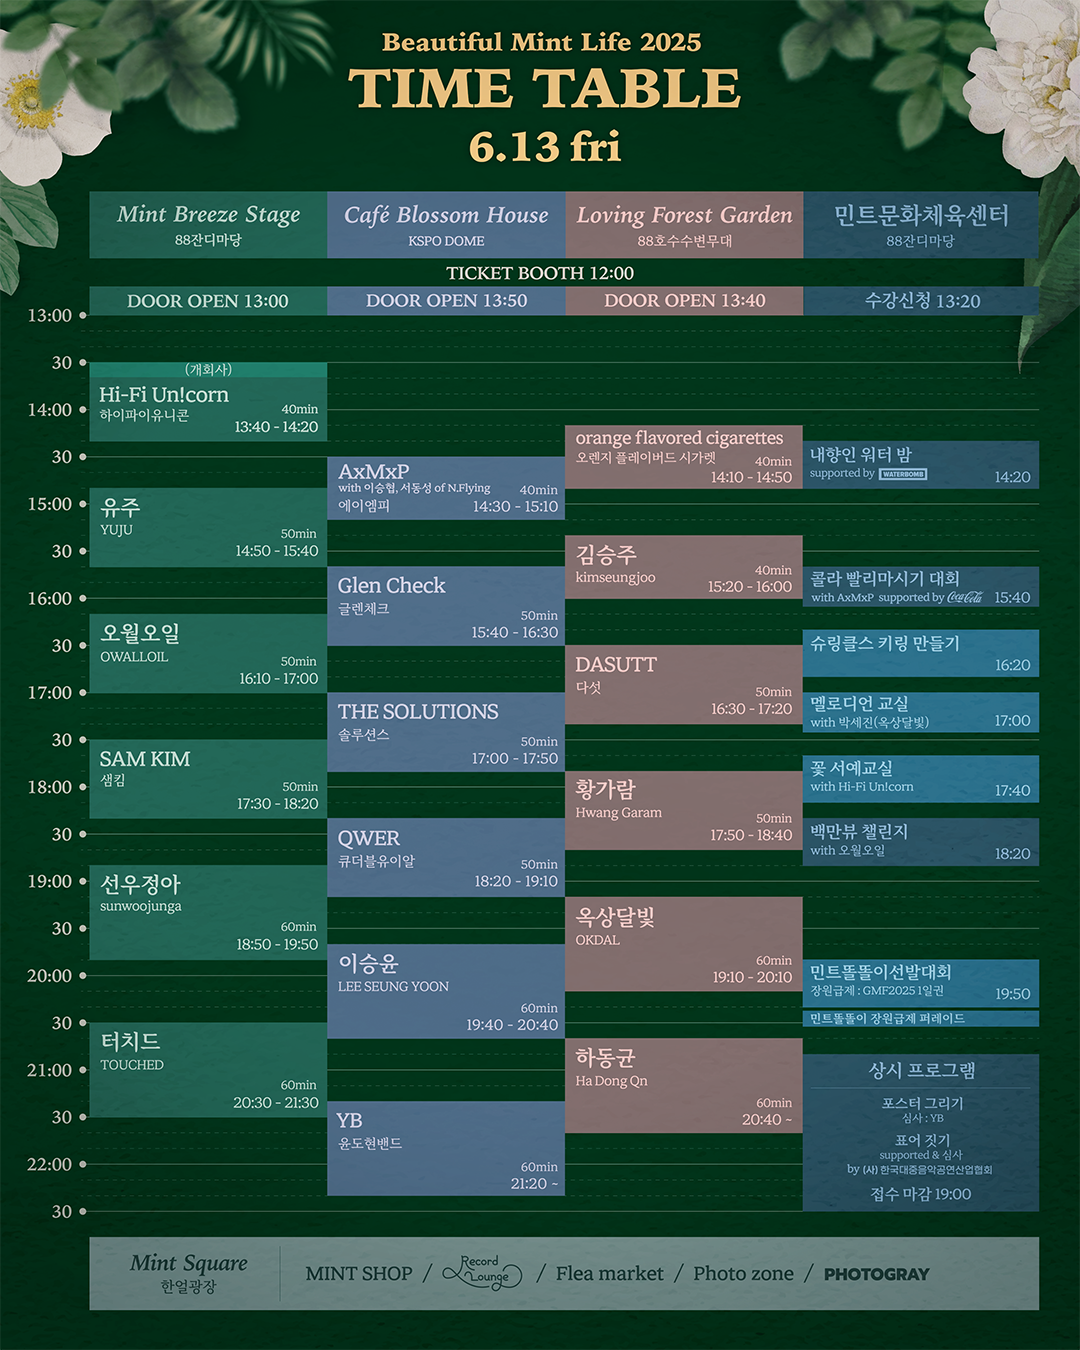 Beautiful Mint Life 2025
TIME TABLE
6.13 fri
Mint Breeze Stage
88잔디마당
Café Blossom House
KSPO DOME
Loving Forest Garden
88호수수변무대
민트문화체육센터
88잔디마당
TICKET BOOTH 12:00
DOOR OPEN 13:00
DOOR OPEN 13:50
DOOR OPEN 13:40
수강신청 13:20
13:00
30
14:00
30
15:00
30
16:00
30
17:00
30
18:00
30
19:00
30
20:00
30
21:00
30
22:00
30
(개회사)
Hi-Fi Un!corn
하이파이유니콘
40min
13:40 - 14:20
유주
YUJU
50min
14:50 - 15:40
오월오일
OWALLOIL
50min
16:10 - 17:00
SAM KIM
샘킴
50min
17:30 - 18:20
선우정아
sunwoojunga
60min
18:50 - 19:50
터치드
TOUCHED
60min
20:30 - 21:30
AxMxP
with 이승협, 서동성 of N.Flying
에이엠피
40min
14:30 - 15:10
Glen Check
글렌체크
50min
15:40 - 16:30
THE SOLUTIONS
솔루션스
50min
17:00 - 17:50
QWER
큐더블유이알
50min
18:20 - 19:10
이승윤
LEE SEUNG YOON
60min
19:40 - 20:40
YB
윤도현밴드
60min
21:20 ~
orange flavored cigarettes
오렌지 플레이버드 시가렛
40min
14:10 - 14:50
김승주
kimseungjoo
40min
15:20 - 16:00
DASUTT
다섯
50min
16:30 - 17:20
황가람
Hwang Garam
50min
17:50 - 18:40
옥상달빛
OKDAL
60min
19:10 - 20:10
하동균
Ha Dong Qn
60min
20:40 ~
내향인 워터 밤
supported by WATERBOMB
14:20
콜라 빨리마시기 대회
with AxMxP supported by Coca-Cola
15:40
슈링클스 키링 만들기
16:20
멜로디언 교실
with 박세진(옥상달빛)
17:00
꽃 서예교실
with Hi-Fi Un!corn
17:40
백만뷰 챌린지
with 오월오일
18:20
민트똘똘이선발대회
장원급제 : GMF2025 1일권
19:50
민트똘똘이 장원급제 퍼레이드
상시 프로그램
포스터 그리기
심사 : YB
표어 짓기
supported & 심사
by (사) 한국대중음악공연산업협회
접수 마감 19:00
Mint Square
한얼광장
MINT SHOP / Record Lounge / Flea market / Photo zone / PHOTOGRAY